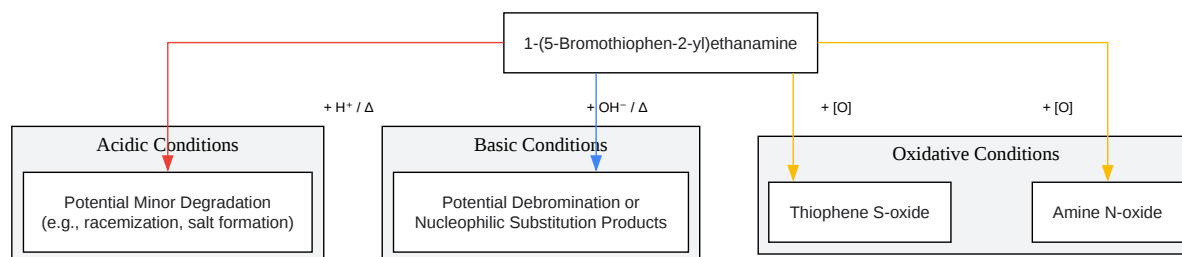 1-(5-Bromothiophen-2-yl)ethanamine
+ H⁺ / Δ
+ OH⁻ / Δ
+ [O]
+ [O]
Acidic Conditions
Basic Conditions
Oxidative Conditions
Potential Minor Degradation
(e.g., racemization, salt formation)
Potential Debromination or
Nucleophilic Substitution Products
Thiophene S-oxide
Amine N-oxide